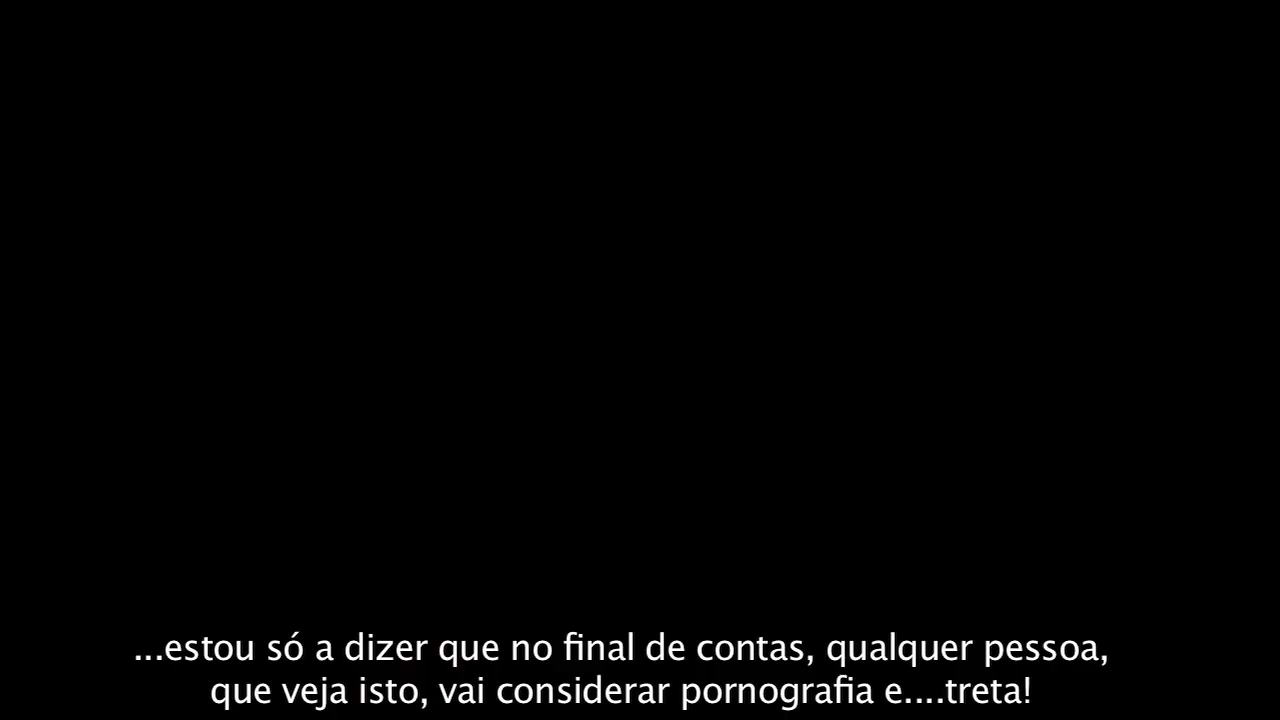 ...estou só a dizer que no final de contas, qualquer pessoa,
que veja isto, vai considerar pornografia e....treta!